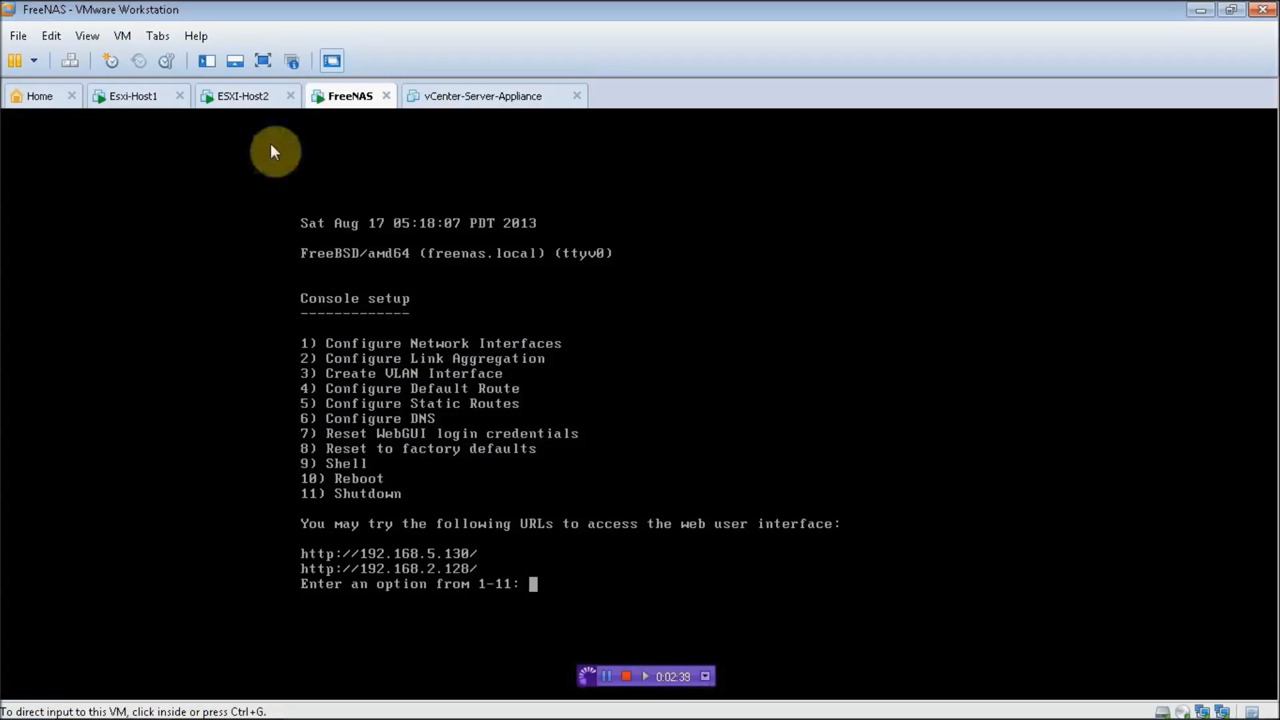 FreeNAS - VMware Workstation
File Edit View VM Tabs Help
Home Esxi-Host1 ESXI-Host2 FreeNAS vCenter-Server-Appliance
Sat Aug 17 05:18:07 PDT 2013
FreeBSD/amd64 (freenas.local) (ttyv0)
Console setup
-------------
1) Configure Network Interfaces
2) Configure Link Aggregation
3) Create VLAN Interface
4) Configure Default Route
5) Configure Static Routes
6) Configure DNS
7) Reset WebGUI login credentials
8) Reset to factory defaults
9) Shell
10) Reboot
11) Shutdown
You may try the following URLs to access the web user interface:
http://192.168.5.130/
http://192.168.2.128/
Enter an option from 1-11:
0:02:39
To direct input to this VM, click inside or press Ctrl+G.